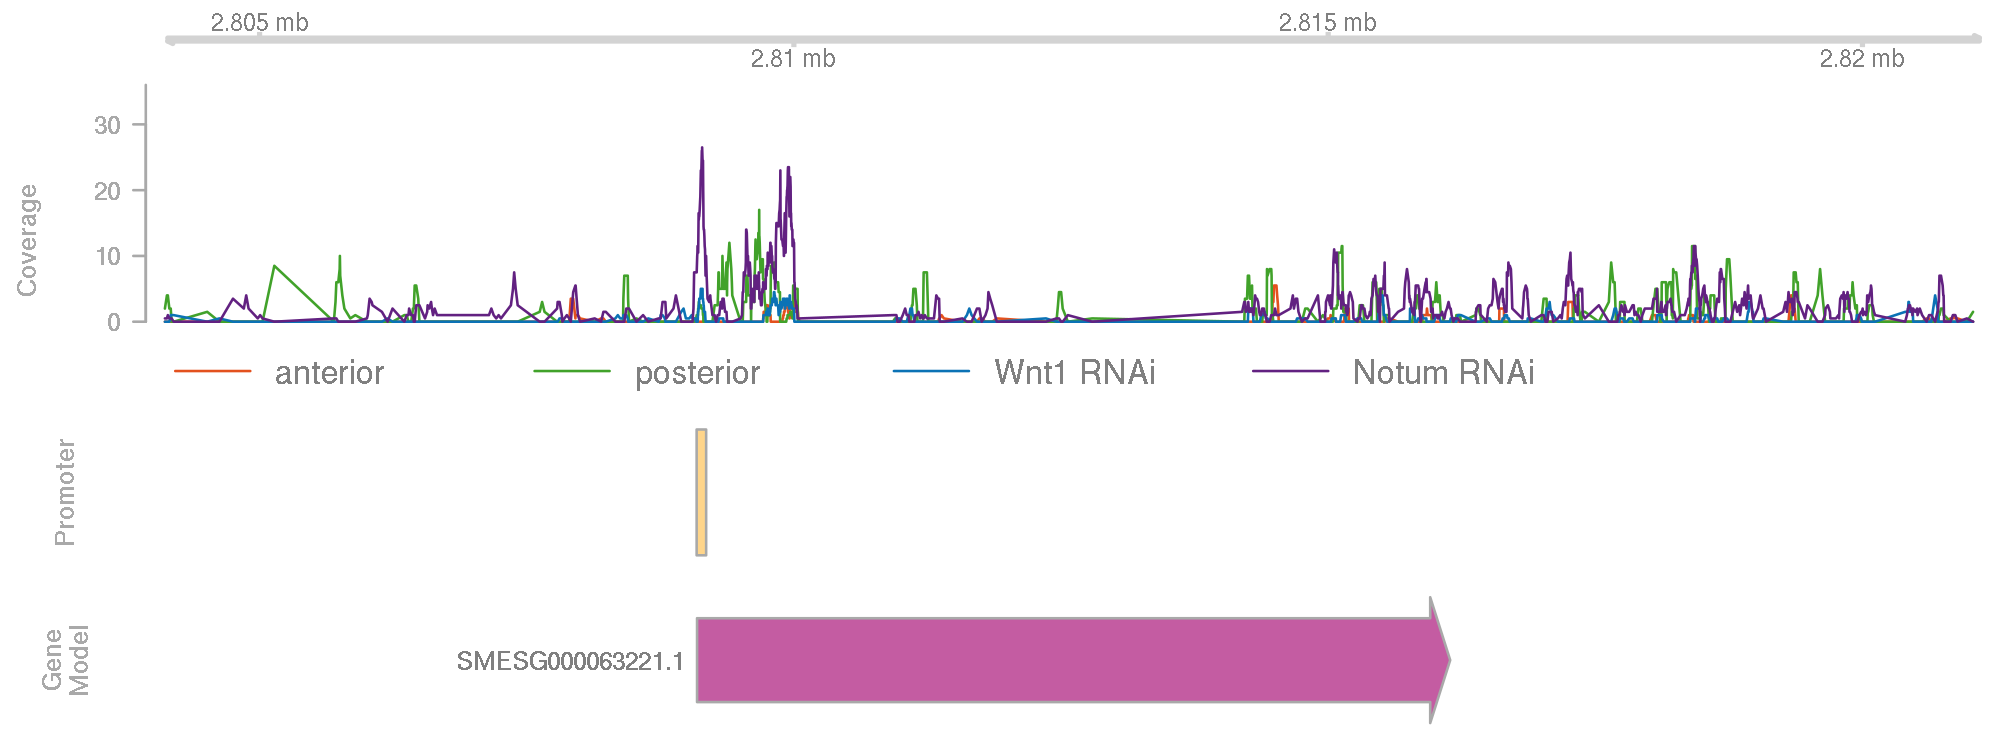 2.805 mb
2.815 mb
2.81 mb
2.82 mb
Coverage
30
20
10
0
anterior posterior Wnt1 RNAi Notum RNAi
Promoter
Gene
Model
SMESG000063221.1